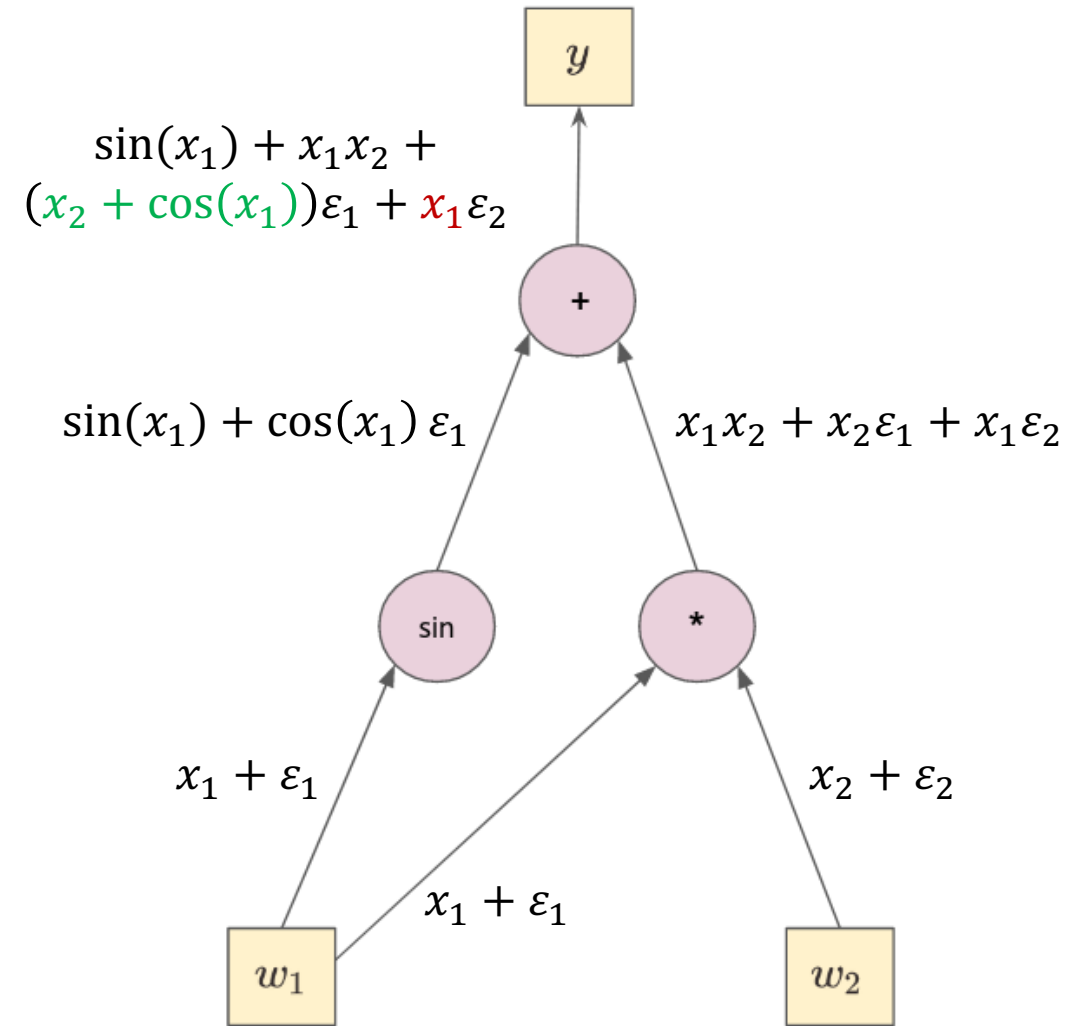 y
sin(x₁) + x₁x₂ +
(x₂ + cos(x₁))ε₁ + x₁ε₂
+
sin(x₁) + cos(x₁) ε₁
x₁x₂ + x₂ε₁ + x₁ε₂
sin
*
x₁ + ε₁
x₂ + ε₂
x₁ + ε₁
w₁
w₂